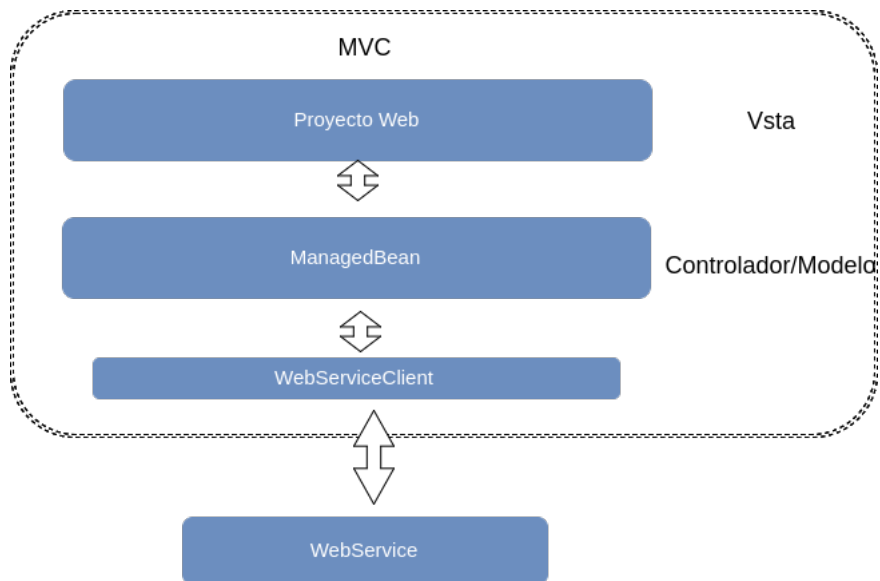 MVC
Proyecto Web
Vsta
ManagedBean
Controlador/Modelo
WebServiceClient
WebService